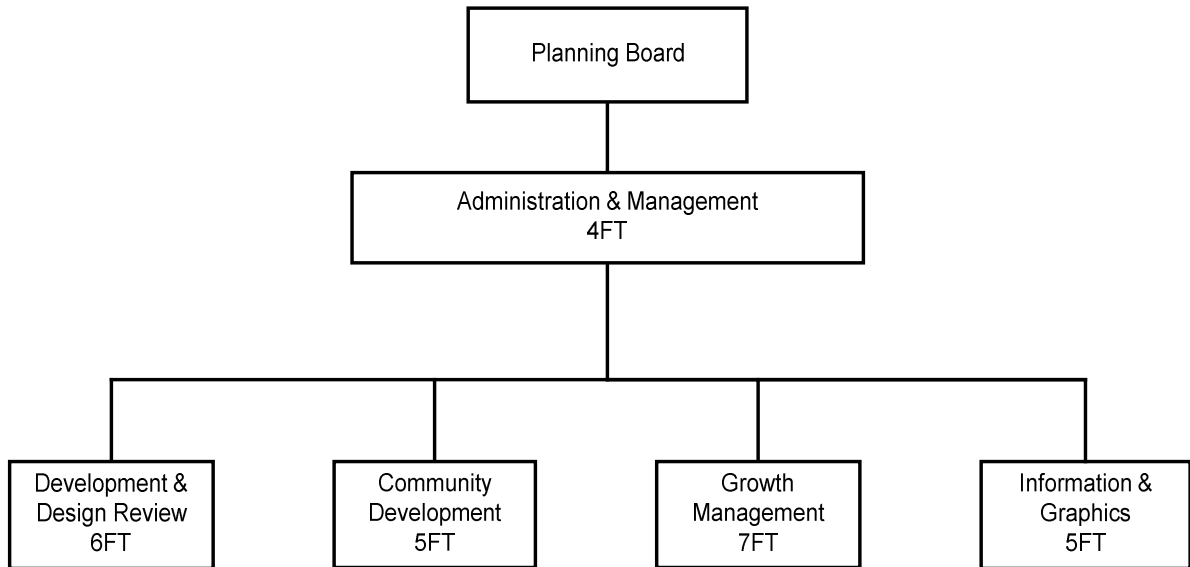 Planning Board
Administration & Management
4FT
Development &
Design Review
6FT
Community
Development
5FT
Growth
Management
7FT
Information &
Graphics
5FT